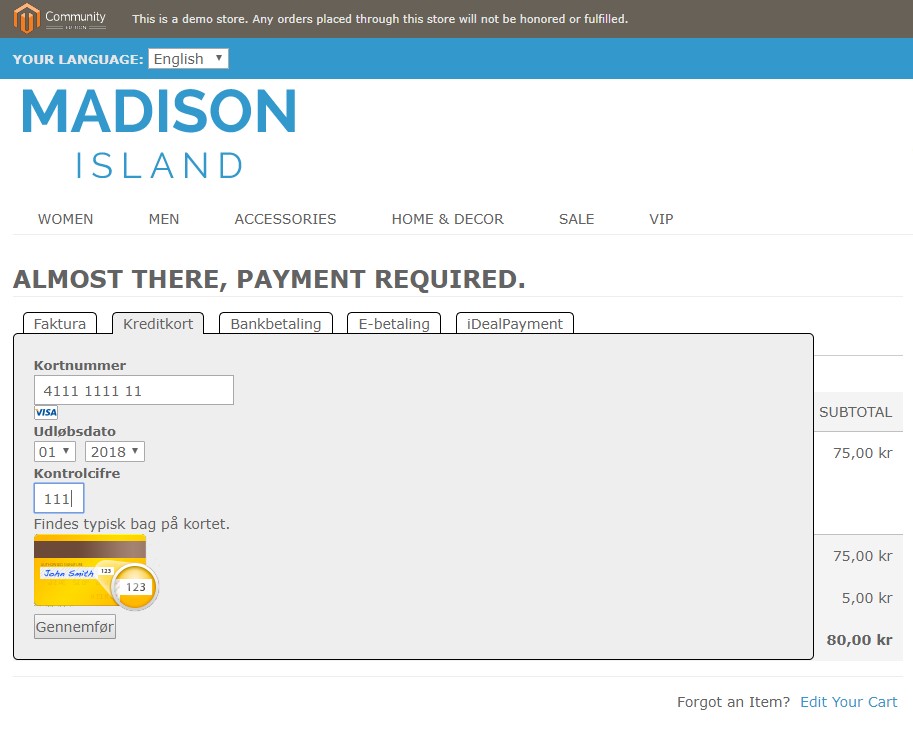 Community
This is a demo store. Any orders placed through this store will not be honored or fulfilled.
YOUR LANGUAGE: English
MADISON
ISLAND
WOMEN MEN ACCESSORIES HOME & DECOR SALE VIP
ALMOST THERE, PAYMENT REQUIRED.
Faktura Kreditkort Bankbetaling E-betaling iDealPayment
Kortnummer
4111 1111 11
VISA
Udløbsdato
01 2018
Kontrolcifre
111
Findes typisk bag på kortet.
John Smith 123
123
Gennemfør
SUBTOTAL
75,00 kr
75,00 kr
5,00 kr
80,00 kr
Forgot an Item? Edit Your Cart